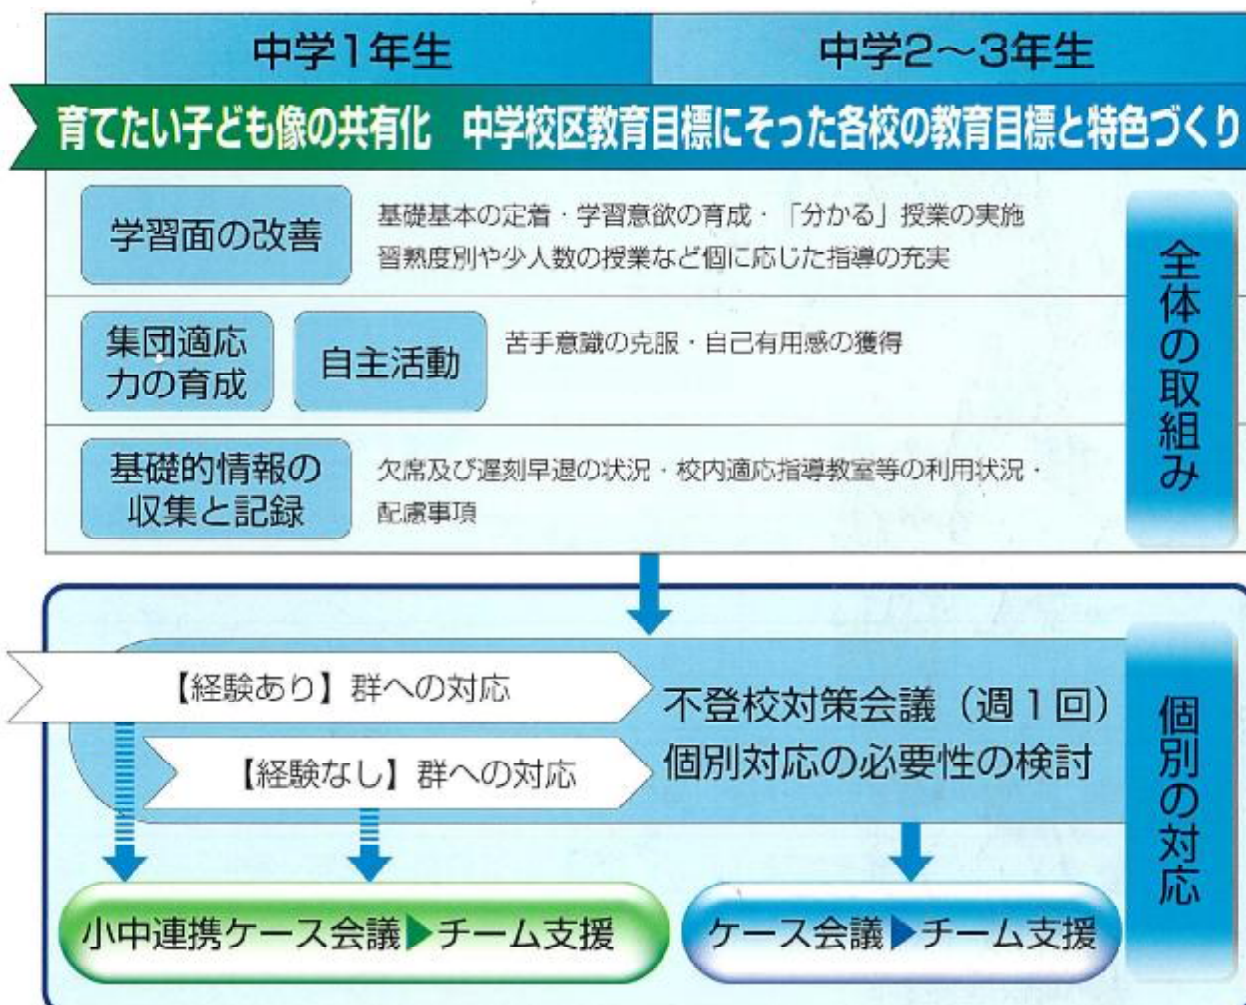 中学1年生
中学2～3年生
育てたい子ども像の共有化　中学校区教育目標にそった各校の教育目標と特色づくり
学習面の改善
基礎基本の定着・学習意欲の育成・「分かる」授業の実施
習熟度別や少人数の授業など個に応じた指導の充実
集団適応
力の育成
自主活動
苦手意識の克服・自己有用感の獲得
基礎的情報の
収集と記録
欠席及び遅刻早退の状況・校内適応指導教室等の利用状況・
配慮事項
全体の取組み
【経験あり】群への対応
【経験なし】群への対応
不登校対策会議（週1回）
個別対応の必要性の検討
個別の対応
小中連携ケース会議▶チーム支援
ケース会議▶チーム支援